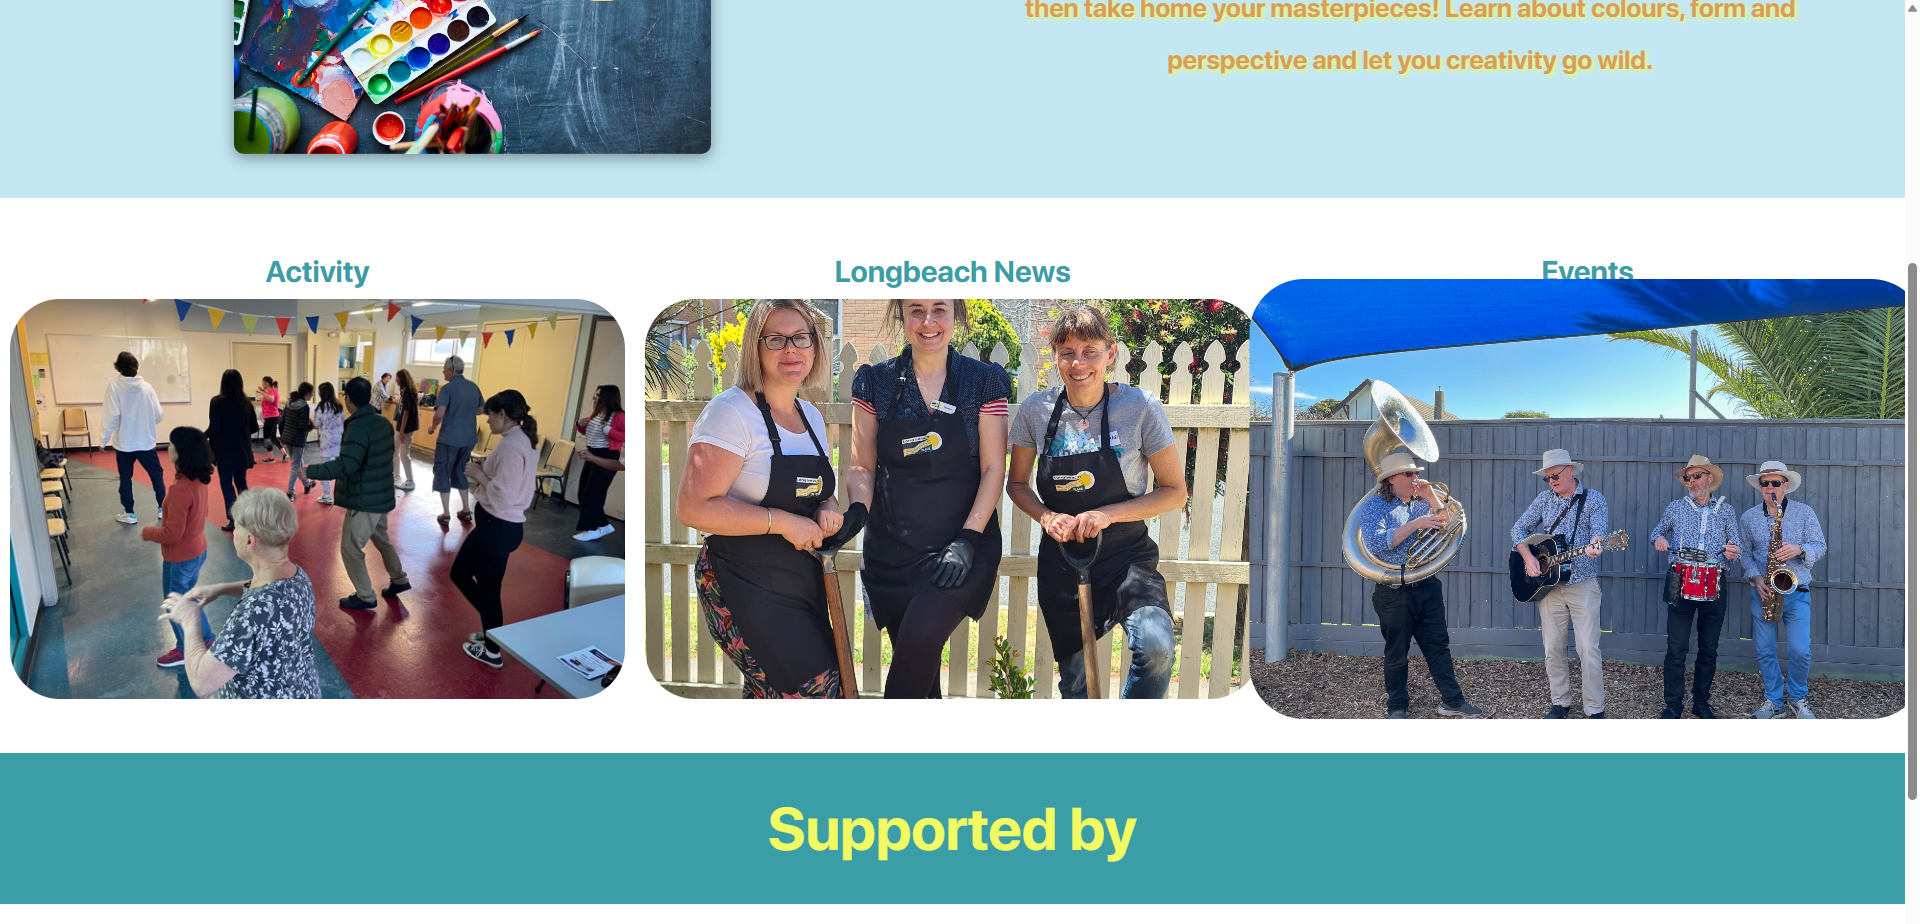 then take home your masterpieces! Learn about colours, form and
perspective and let you creativity go wild.
Activity
Longbeach News
Events
Supported by